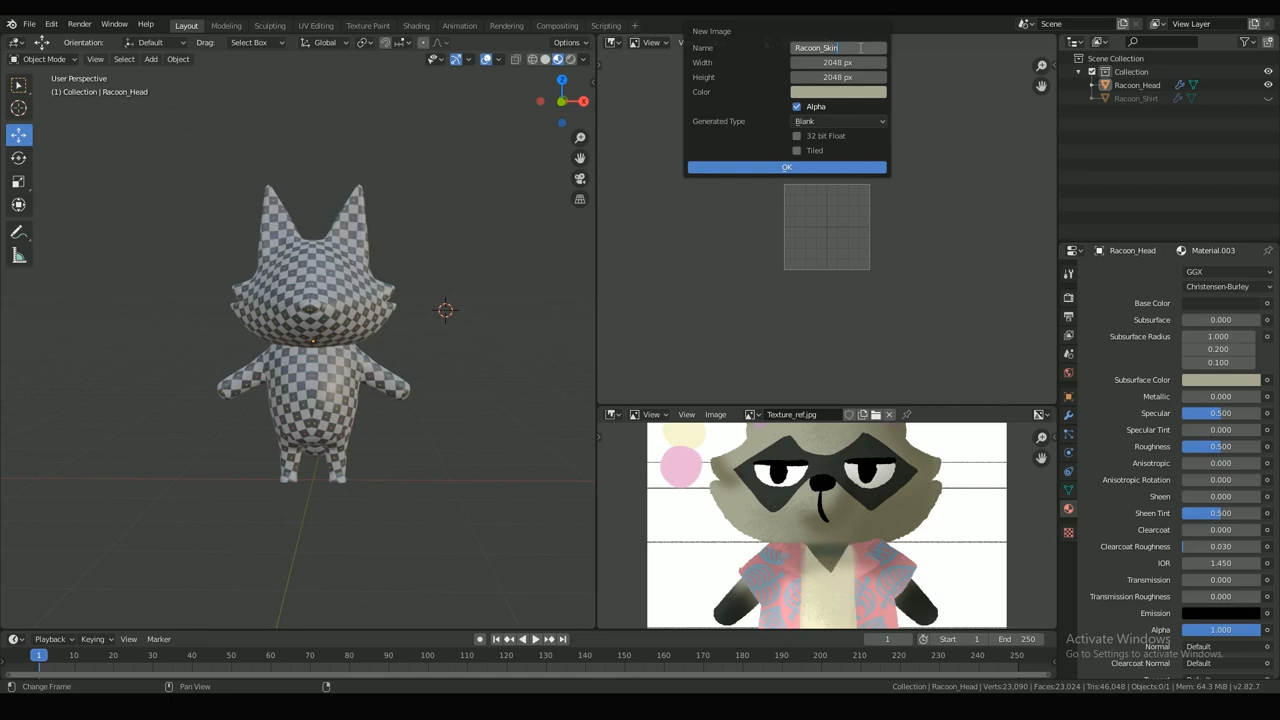 File Edit Render Window Help Layout Modeling Sculpting UV Editing Texture Paint Shading Animation Rendering Compositing Scripting + Scene View Layer
Orientation: Default Drag: Select Box Global Options View
Object Mode View Select Add Object
User Perspective
(1) Collection | Racoon_Head
Z
X
New Image
Name Racoon_Skin
Width 2048 px
Height 2048 px
Color
Alpha
Generated Type Blank
32 bit Float
Tiled
OK
View Image Texture_ref.jpg
View
Scene Collection
Collection
Racoon_Head
Racoon_Shirt
Racoon_Head Material.003
GGX
Christensen-Burley
Base Color
Subsurface 0.000
Subsurface Radius 1.000
0.200
0.100
Subsurface Color
Metallic 0.000
Specular 0.500
Specular Tint 0.000
Roughness 0.500
Anisotropic 0.000
Anisotropic Rotation 0.000
Sheen 0.000
Sheen Tint 0.500
Clearcoat 0.000
Clearcoat Roughness 0.030
IOR 1.450
Transmission 0.000
Transmission Roughness 0.000
Emission
Alpha 1.000
Normal Default
Clearcoat Normal Default
Activate Windows
Go to Settings to activate Windows.
Playback Keying View Marker 1 Start 1 End 250
1 10 20 30 40 50 60 70 80 90 100 110 120 130 140 150 160 170 180 190 200 210 220 230 240 250
Change Frame Pan View Collection | Racoon_Head | Verts:23,090 | Faces:23,024 | Tris:46,048 | Objects:0/1 | Mem: 64.3 MiB | v2.82.7